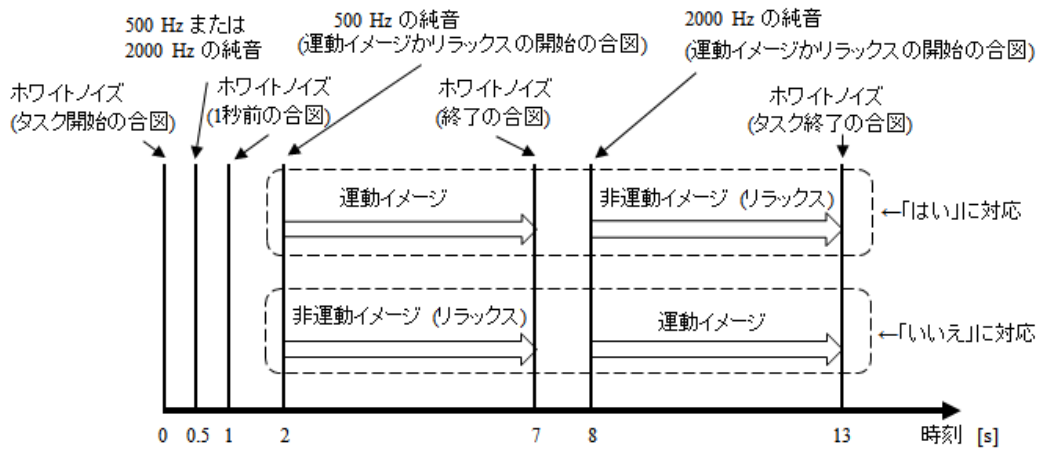 500 Hz または
2000 Hz の純音
500 Hz の純音
(運動イメージかリラックスの開始の合図)
2000 Hz の純音
(運動イメージかリラックスの開始の合図)
ホワイトノイズ
(タスク開始の合図)
ホワイトノイズ
(1秒前の合図)
ホワイトノイズ
(終了の合図)
ホワイトノイズ
(タスク終了の合図)
運動イメージ
非運動イメージ (リラックス)
←「はい」に対応
非運動イメージ (リラックス)
運動イメージ
←「いいえ」に対応
0 0.5 1 2 7 8 13 時刻 [s]